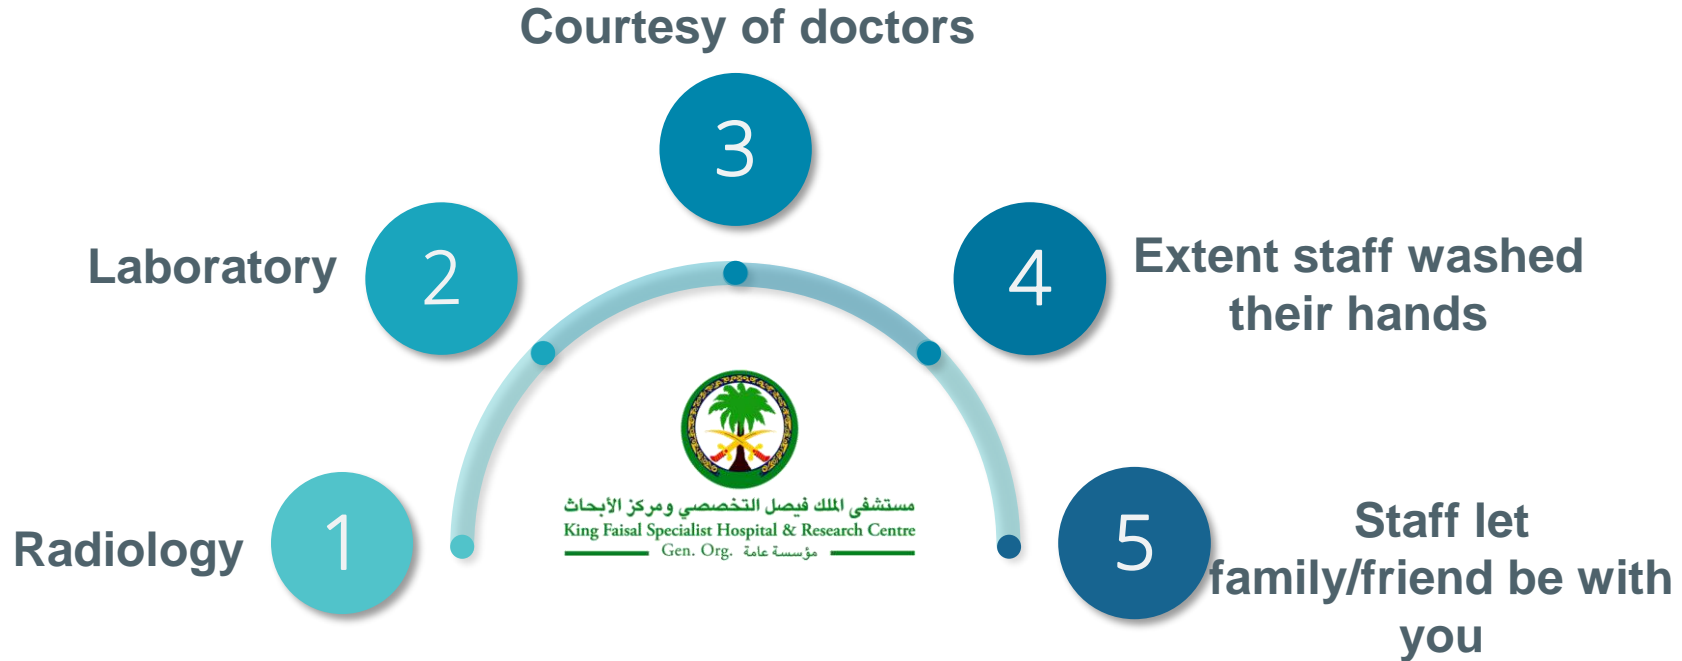 Courtesy of doctors
3
Laboratory
2
4
Extent staff washed
their hands
مستشفى الملك فيصل التخصصي ومركز الأبحاث
King Faisal Specialist Hospital & Research Centre
Gen. Org. مؤسسة عامة
Radiology
1
5
Staff let
family/friend be with
you